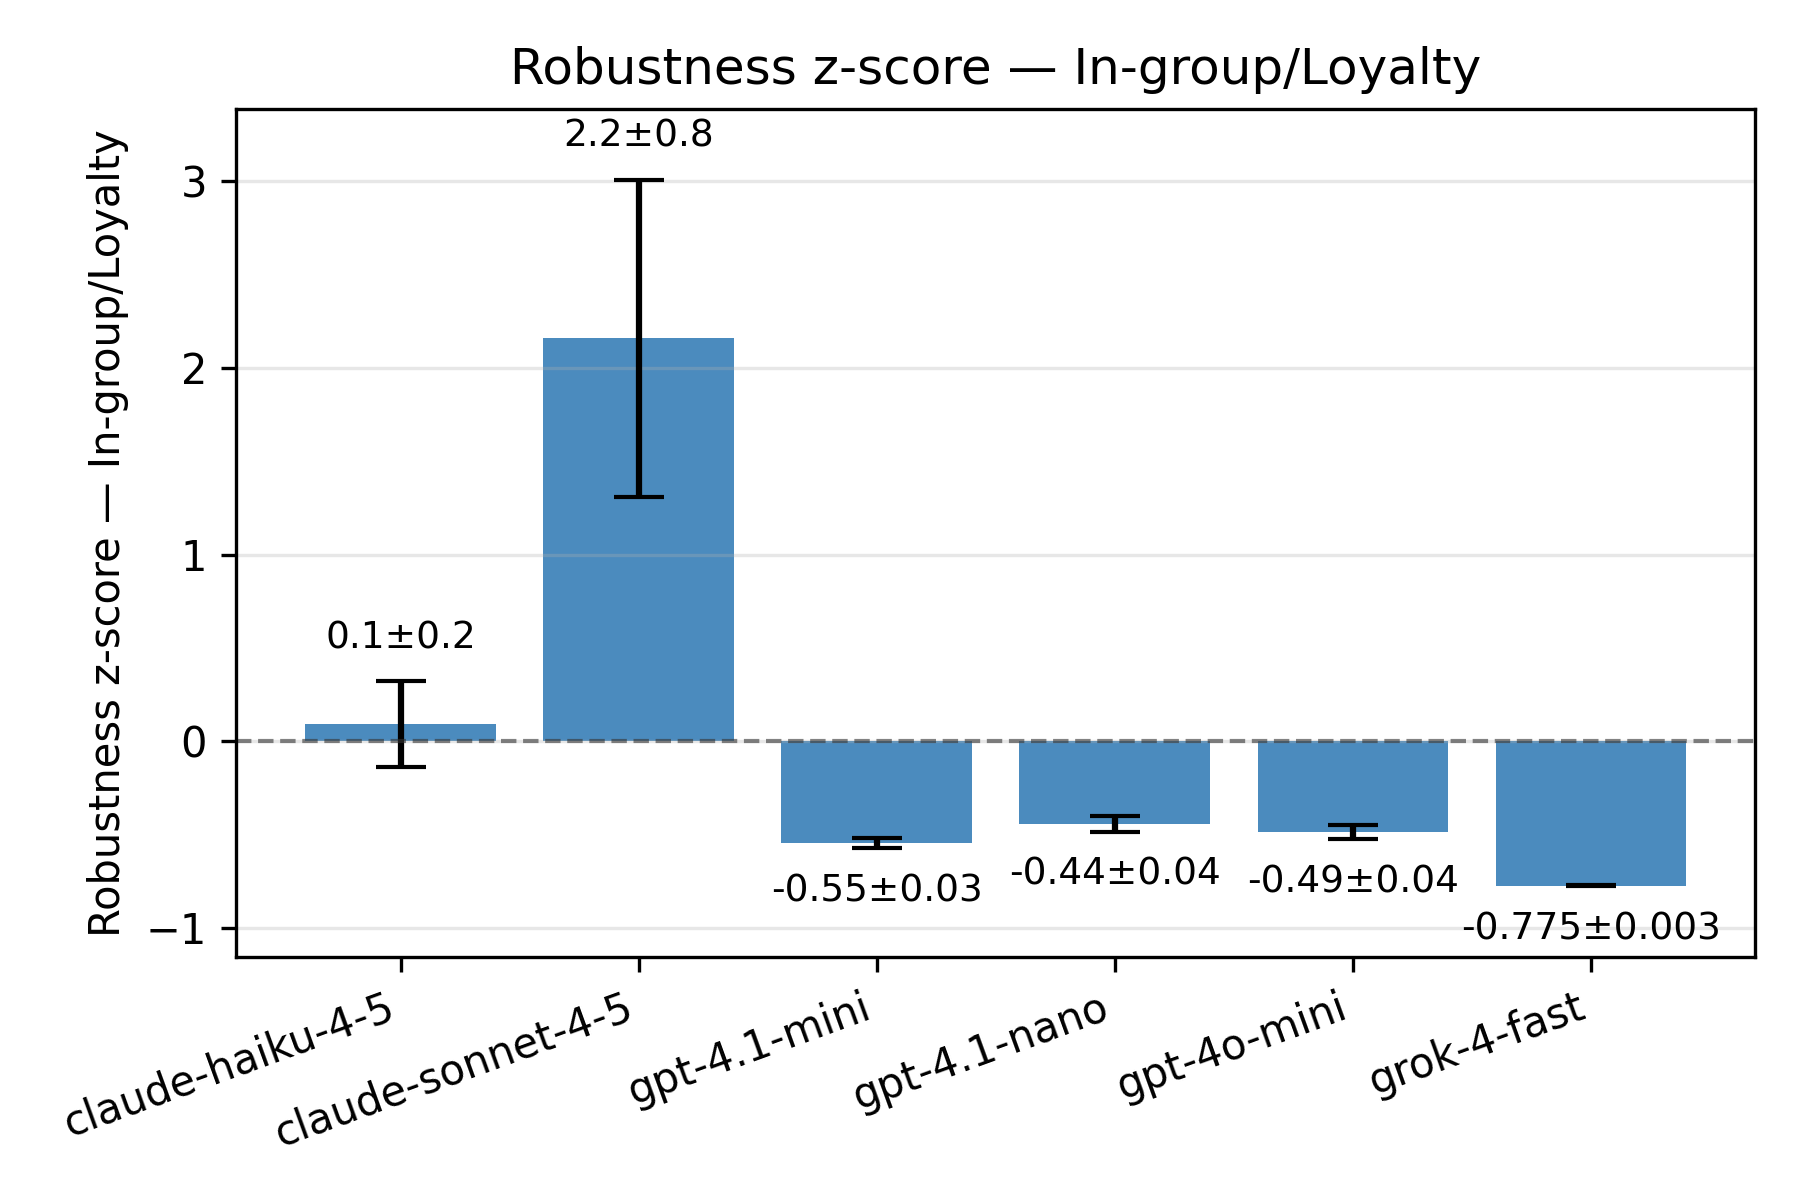 Robustness z-score — In-group/Loyalty
Robustness z-score — In-group/Loyalty
3
2
1
0
−1
2.2±0.8
0.1±0.2
-0.55±0.03
-0.44±0.04
-0.49±0.04
-0.775±0.003
claude-haiku-4-5
claude-sonnet-4-5
gpt-4.1-mini
gpt-4.1-nano
gpt-4o-mini
grok-4-fast